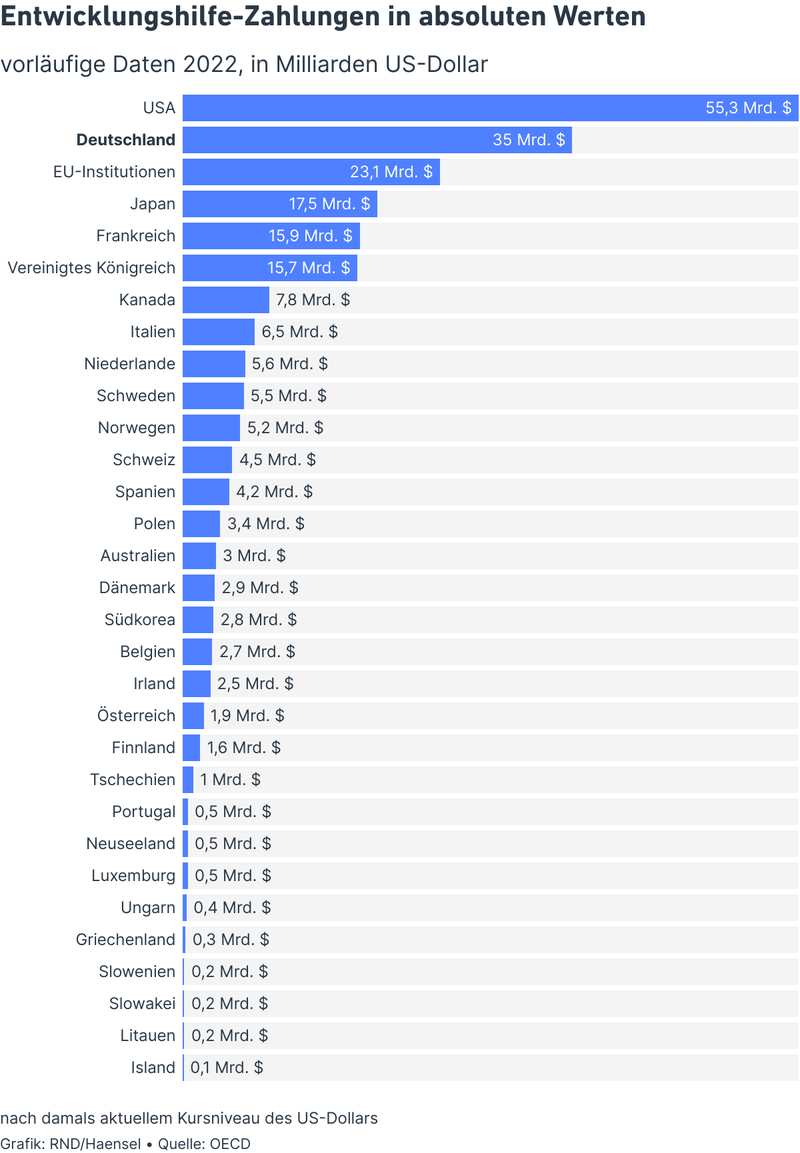 Entwicklungshilfe-Zahlungen in absoluten Werten
vorläufige Daten 2022, in Milliarden US-Dollar
USA 55,3 Mrd. $
Deutschland 35 Mrd. $
EU-Institutionen 23,1 Mrd. $
Japan 17,5 Mrd. $
Frankreich 15,9 Mrd. $
Vereinigtes Königreich 15,7 Mrd. $
Kanada 7,8 Mrd. $
Italien 6,5 Mrd. $
Niederlande 5,6 Mrd. $
Schweden 5,5 Mrd. $
Norwegen 5,2 Mrd. $
Schweiz 4,5 Mrd. $
Spanien 4,2 Mrd. $
Polen 3,4 Mrd. $
Australien 3 Mrd. $
Dänemark 2,9 Mrd. $
Südkorea 2,8 Mrd. $
Belgien 2,7 Mrd. $
Irland 2,5 Mrd. $
Österreich 1,9 Mrd. $
Finnland 1,6 Mrd. $
Tschechien 1 Mrd. $
Portugal 0,5 Mrd. $
Neuseeland 0,5 Mrd. $
Luxemburg 0,5 Mrd. $
Ungarn 0,4 Mrd. $
Griechenland 0,3 Mrd. $
Slowenien 0,2 Mrd. $
Slowakei 0,2 Mrd. $
Litauen 0,2 Mrd. $
Island 0,1 Mrd. $
nach damals aktuellem Kursniveau des US-Dollars
Grafik: RND/Haensel • Quelle: OECD